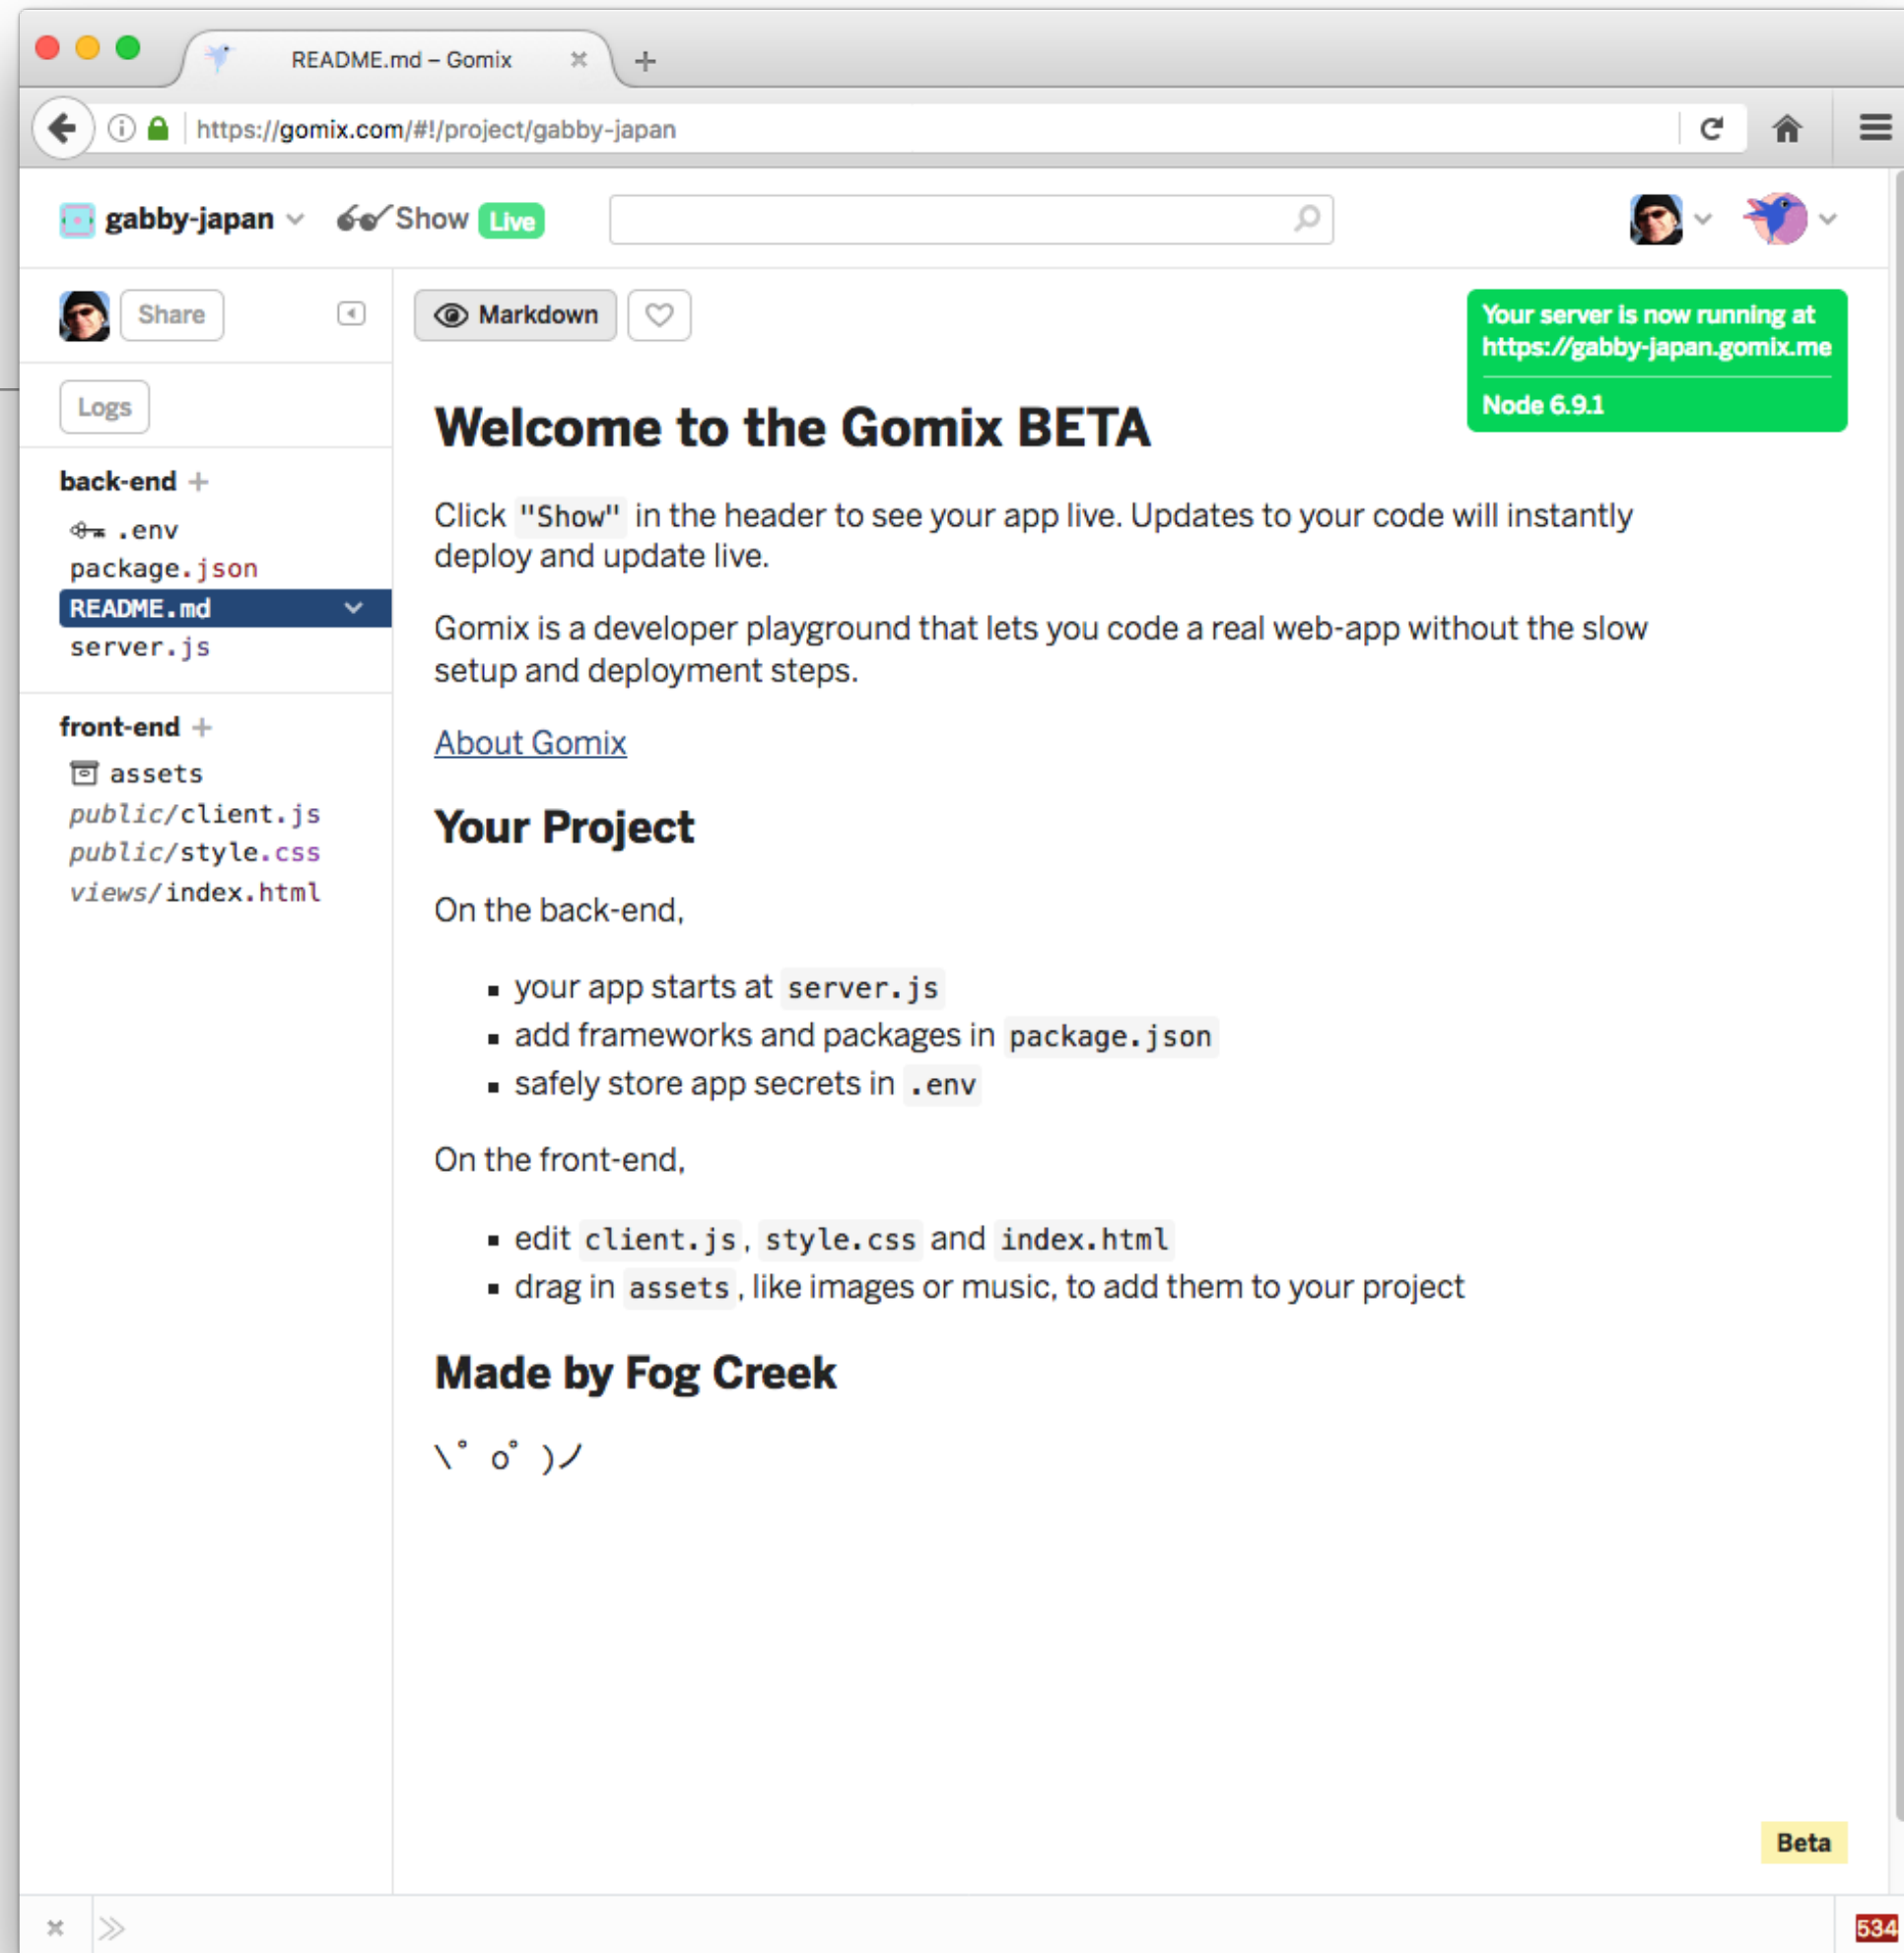 README.md – Gomix
https://gomix.com/#!/project/gabby-japan
gabby-japan Show Live
Share
Markdown
Your server is now running at
https://gabby-japan.gomix.me
Node 6.9.1
Logs
back-end +
.env
package.json
README.md
server.js
front-end +
assets
public/client.js
public/style.css
views/index.html
Welcome to the Gomix BETA
Click "Show" in the header to see your app live. Updates to your code will instantly
deploy and update live.
Gomix is a developer playground that lets you code a real web-app without the slow
setup and deployment steps.
About Gomix
Your Project
On the back-end,
▪ your app starts at server.js
▪ add frameworks and packages in package.json
▪ safely store app secrets in .env
On the front-end,
▪ edit client.js, style.css and index.html
▪ drag in assets, like images or music, to add them to your project
Made by Fog Creek
\゜o゜)ノ
Beta
534